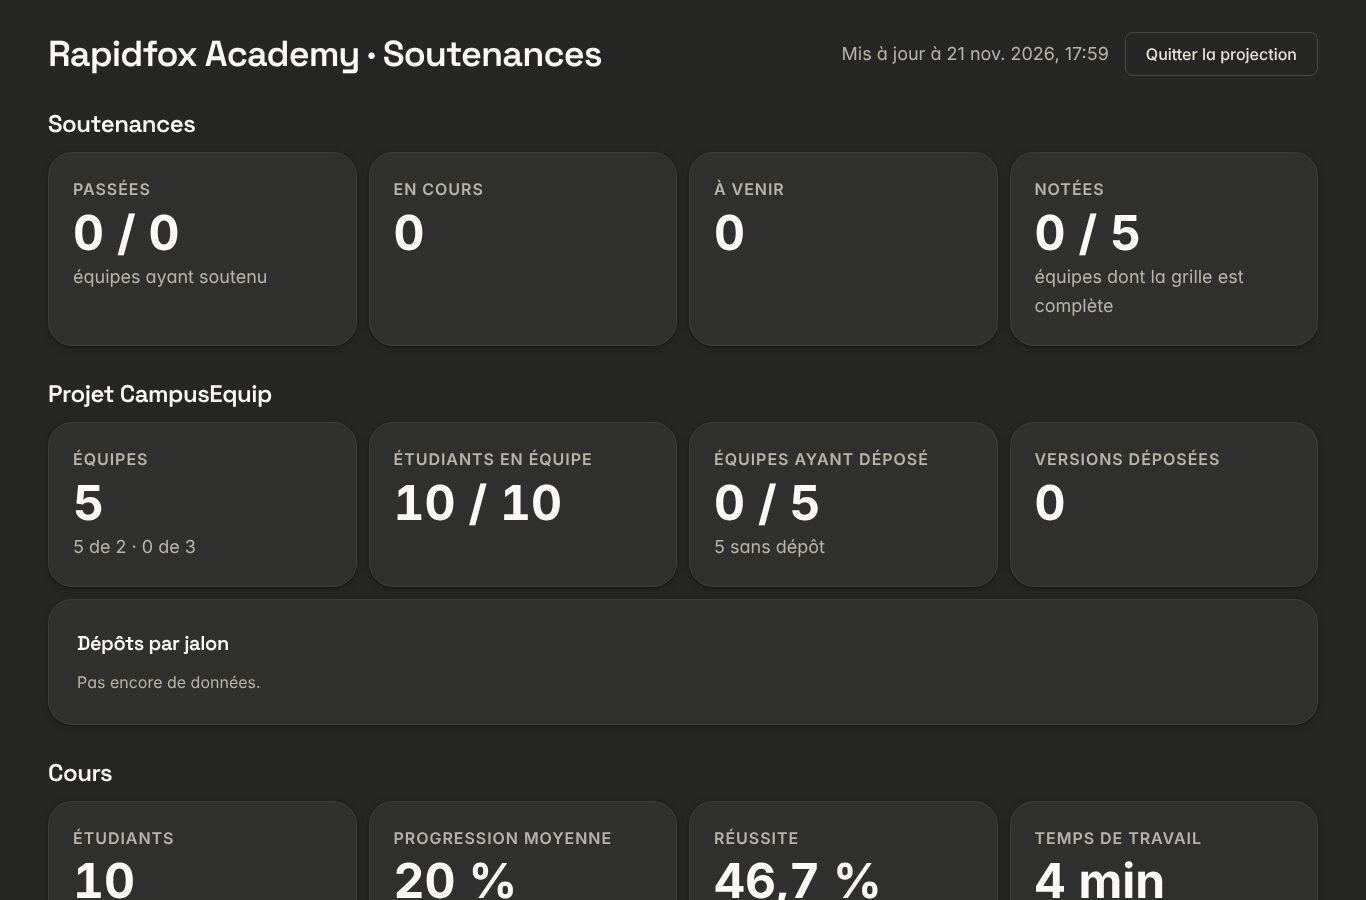 Rapidfox Academy · Soutenances
Mis à jour à 21 nov. 2026, 17:59
Quitter la projection
Soutenances
PASSÉES
0 / 0
équipes ayant soutenu
EN COURS
0
À VENIR
0
NOTÉES
0 / 5
équipes dont la grille est
complète
Projet CampusEquip
ÉQUIPES
5
5 de 2 · 0 de 3
ÉTUDIANTS EN ÉQUIPE
10 / 10
ÉQUIPES AYANT DÉPOSÉ
0 / 5
5 sans dépôt
VERSIONS DÉPOSÉES
0
Dépôts par jalon
Pas encore de données.
Cours
ÉTUDIANTS
10
PROGRESSION MOYENNE
20 %
RÉUSSITE
46,7 %
TEMPS DE TRAVAIL
4 min